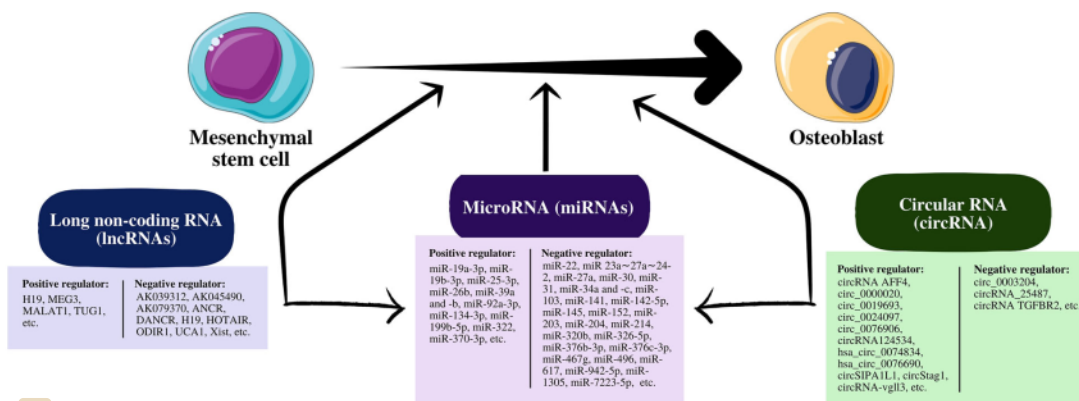 Mesenchymal
stem cell
Osteoblast
Long non-coding RNA
(lncRNAs)
Positive regulator:
H19, MEG3,
MALAT1, TUG1,
etc.
Negative regulator:
AK039312, AK045490,
AK079370, ANCR,
DANCR, H19, HOTAIR,
ODIR1, UCA1, Xist, etc.
MicroRNA (miRNAs)
Positive regulator:
miR-19a-3p, miR-
19b-3p, miR-25-3p,
miR-26b, miR-39a
and -b, miR-92a-3p,
miR-134-3p, miR-
199b-5p, miR-322,
miR-370-3p, etc.
Negative regulator:
miR-22, miR 23a~27a~24-
2, miR-27a, miR-30, miR-
31, miR-34a and -c, miR-
103, miR-141, miR-142-5p,
miR-145, miR-152, miR-
203, miR-204, miR-214,
miR-320b, miR-326-5p,
miR-376b-3p, miR-376c-3p,
miR-467g, miR-496, miR-
617, miR-942-5p, miR-
1305, miR-7223-5p, etc.
Circular RNA
(circRNA)
Positive regulator:
circRNA AFF4,
circ_0000020,
circ_0019693,
circ_0024097,
circ_0076906,
circRNA124534,
hsa_circ_0074834,
hsa_circ_0076690,
circSIPA1L1, circStag1,
circRNA-vgll3, etc.
Negative regulator:
circ_0003204,
circRNA_25487,
circRNA TGFBR2, etc